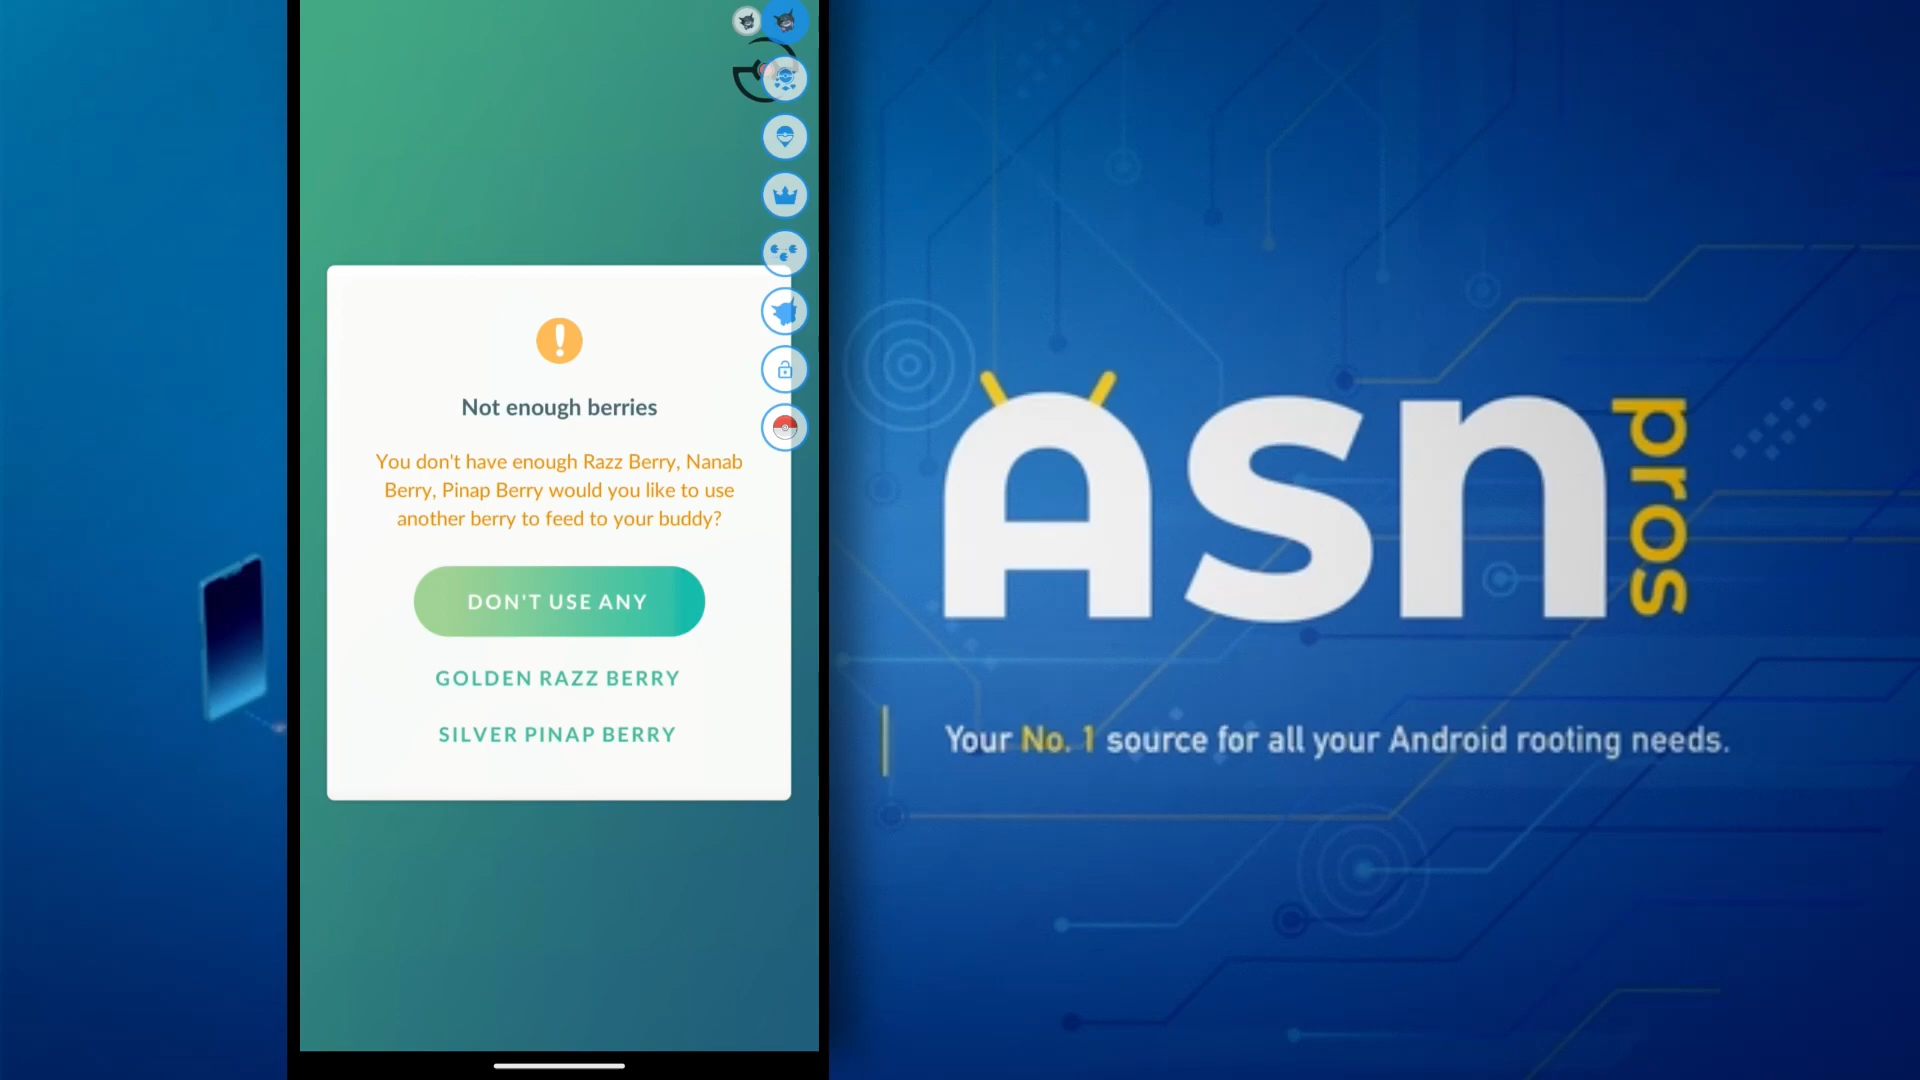 Not enough berries
You don't have enough Razz Berry, Nanab
Berry, Pinap Berry would you like to use
another berry to feed to your buddy?
DON'T USE ANY
GOLDEN RAZZ BERRY
SILVER PINAP BERRY
Asn
pros
Your No. 1 source for all your Android rooting needs.